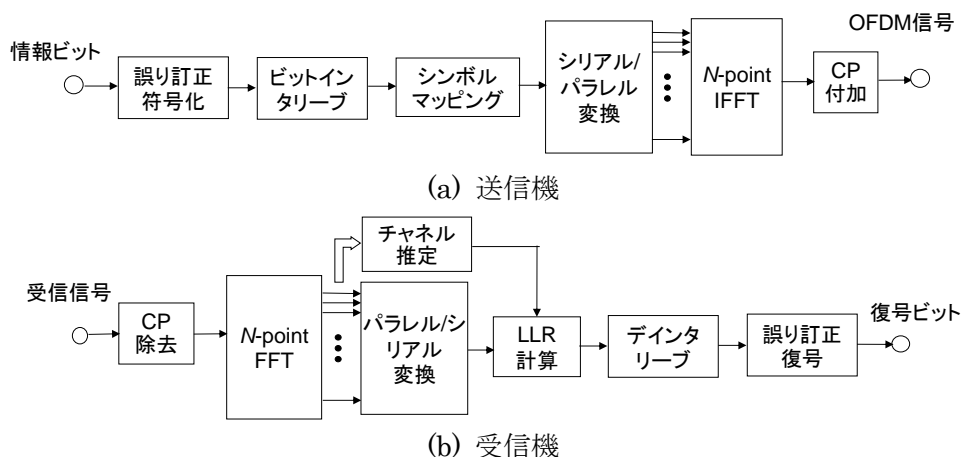 情報ビット
誤り訂正
符号化
ビットイン
タリーブ
シンボル
マッピング
シリアル/
パラレル
変換
N-point
IFFT
CP
付加
OFDM信号
(a) 送信機
受信信号
CP
除去
N-point
FFT
チャネル
推定
パラレル/シ
リアル
変換
LLR
計算
デインタ
リーブ
誤り訂正
復号
復号ビット
(b) 受信機